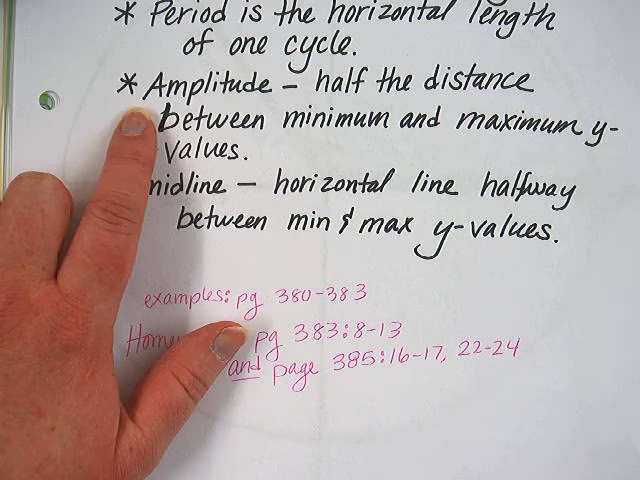 * Period is the horizontal length
of one cycle.
* Amplitude - half the distance
between minimum and maximum y-
values.
midline - horizontal line halfway
between min & max y-values.
examples: pg 380-383
pg 383:8-13
and page 385:16-17, 22-24